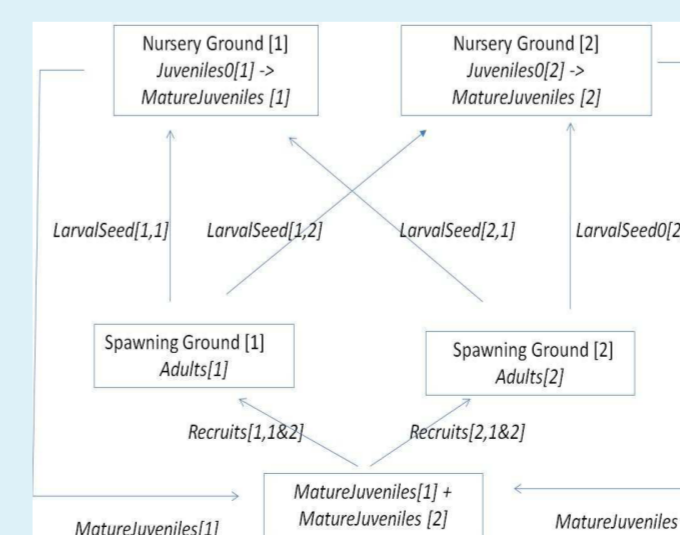 Nursery Ground [1]
Juveniles0[1] ->
MatureJuveniles [1]
Nursery Ground [2]
Juveniles0[2] ->
MatureJuveniles [2]
LarvalSeed[1,1]
LarvalSeed[1,2]
LarvalSeed[2,1]
LarvalSeed0[2
Spawning Ground [1]
Adults[1]
Spawning Ground [2]
Adults[2]
Recruits[1,1&2]
Recruits[2,1&2]
MatureJuveniles[1] +
MatureJuveniles [2]
MatureJuveniles[1]
MatureJuveniles